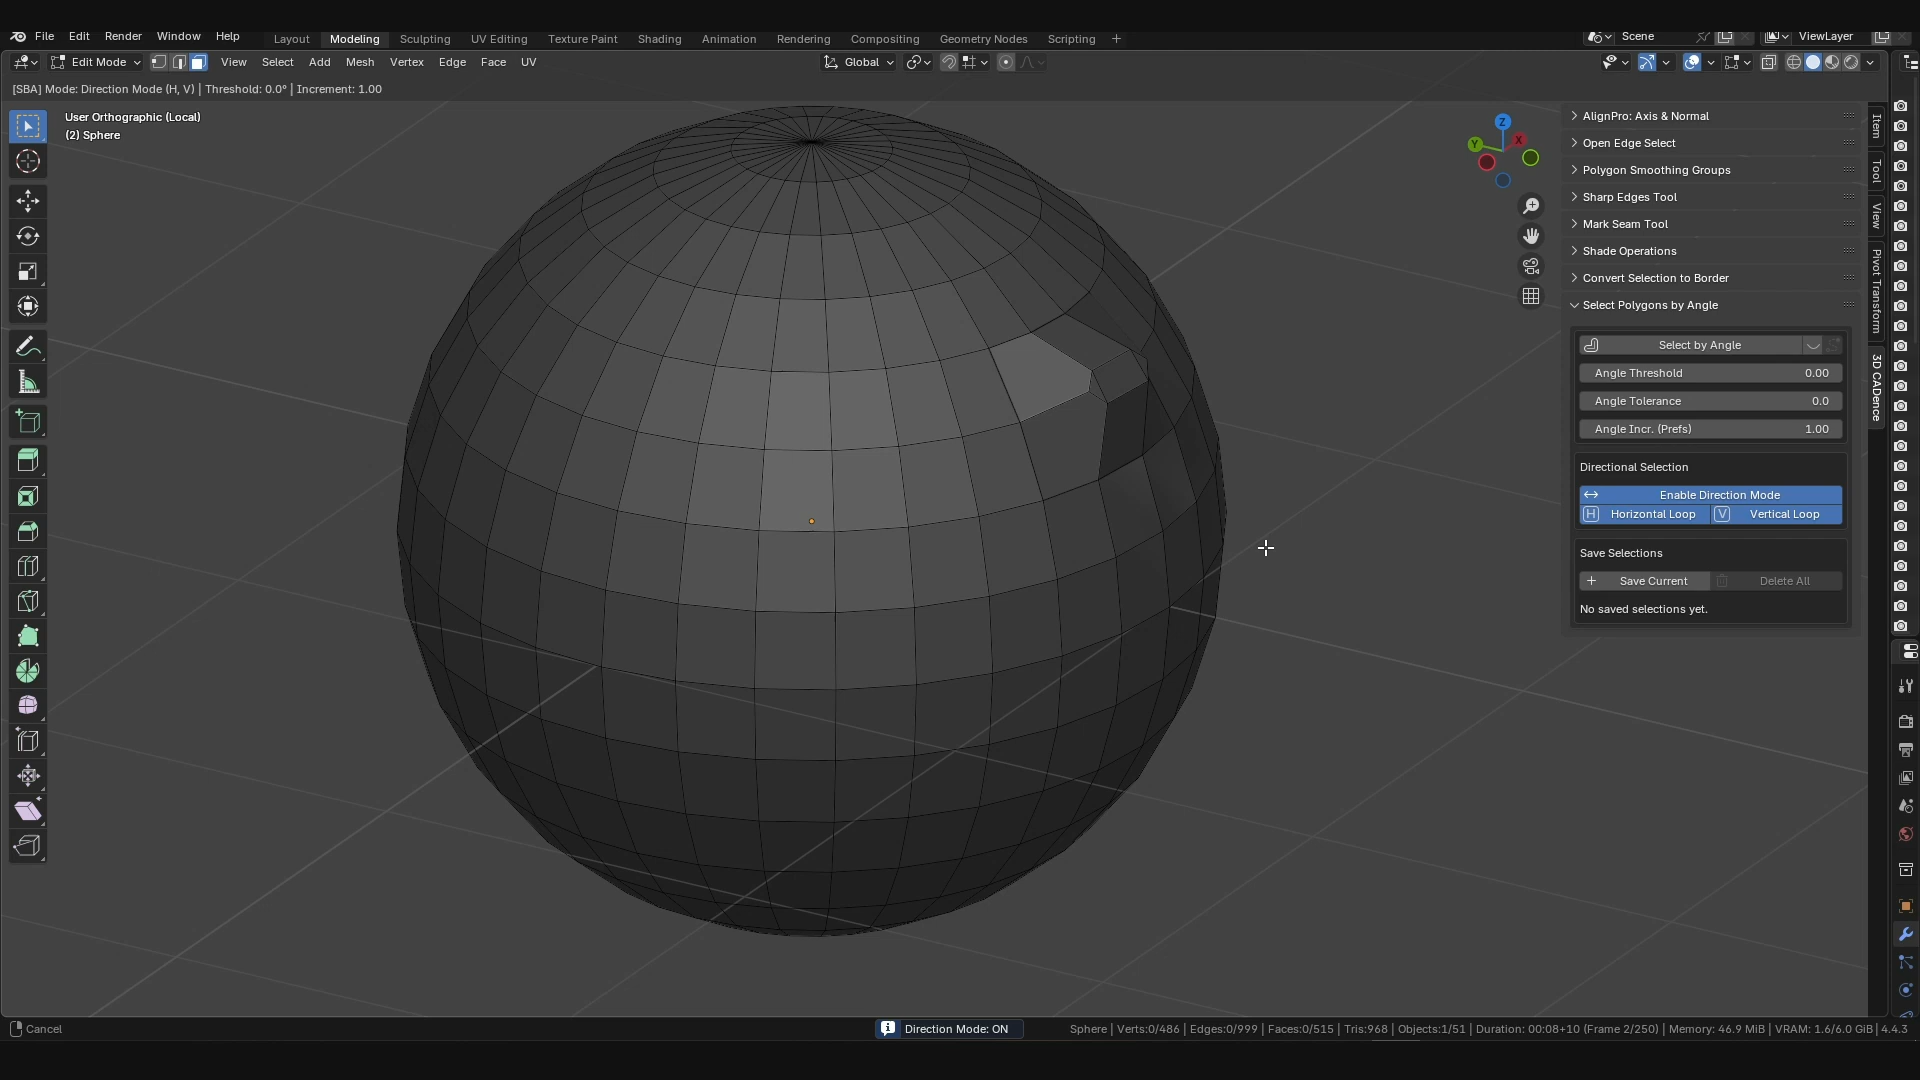 File Edit Render Window Help Layout Modeling Sculpting UV Editing Texture Paint Shading Animation Rendering Compositing Geometry Nodes Scripting + Scene ViewLayer
Edit Mode View Select Add Mesh Vertex Edge Face UV Global
[SBA] Mode: Direction Mode (H, V) | Threshold: 0.0° | Increment: 1.00
User Orthographic (Local)
(2) Sphere
Z
Y
X
AlignPro: Axis & Normal
Open Edge Select
Polygon Smoothing Groups
Sharp Edges Tool
Mark Seam Tool
Shade Operations
Convert Selection to Border
Select Polygons by Angle
Select by Angle
Angle Threshold 0.00
Angle Tolerance 0.0
Angle Incr. (Prefs) 1.00
Directional Selection
Enable Direction Mode
H Horizontal Loop V Vertical Loop
Save Selections
+ Save Current Delete All
No saved selections yet.
Item
Tool
View
Pivot Transform
3D CADence
Cancel Direction Mode: ON Sphere | Verts:0/486 | Edges:0/999 | Faces:0/515 | Tris:968 | Objects:1/51 | Duration: 00:08+10 (Frame 2/250) | Memory: 46.9 MiB | VRAM: 1.6/6.0 GiB | 4.4.3